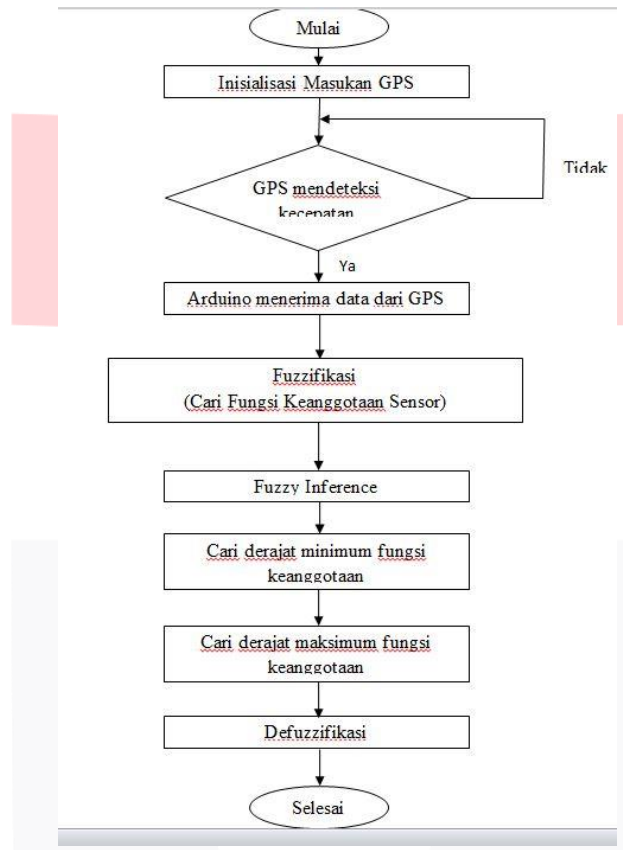 Mulai
Inisialisasi Masukan GPS
Tidak
GPS mendeteksi
kecepatan
Ya
Arduino menerima data dari GPS
Fuzzifikasi
(Cari Fungsi Keanggotaan Sensor)
Fuzzy Inference
Cari derajat minimum fungsi
keanggotaan
Cari derajat maksimum fungsi
keanggotaan
Defuzzifikasi
Selesai